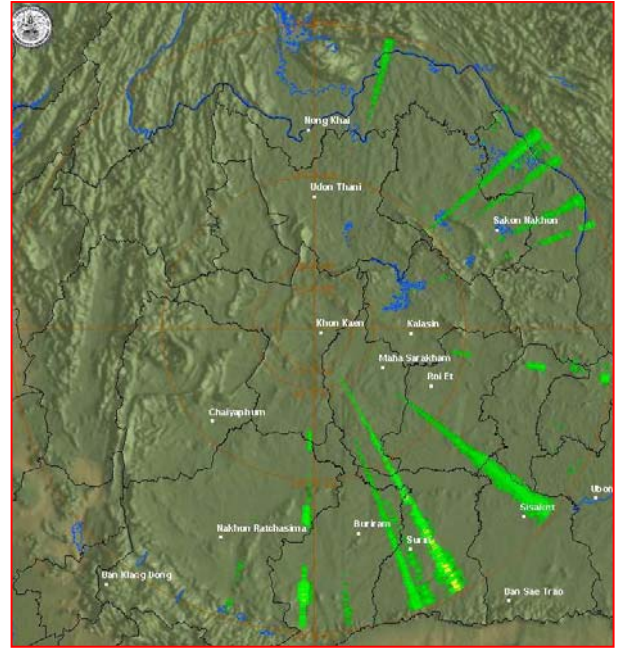 Nong Khai
Udon Thani
Sakon Nakhon
Khon Kaen
Kalasin
Maha Sarakham
Roi Et
Chaiyaphum
Ubon
Sisaket
Nakhon Ratchasima
Buriram
Surin
Ban Klang Dong
Ban Sae Trao